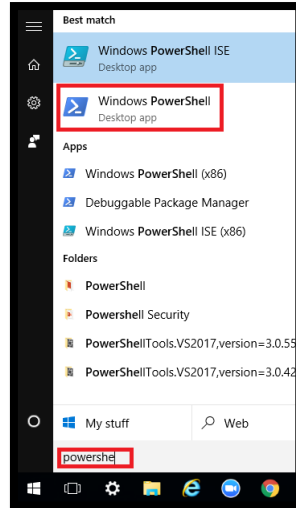 Best match
Windows PowerShell ISE
Desktop app
Windows PowerShell
Desktop app
Apps
Windows PowerShell (x86)
Debuggable Package Manager
Windows PowerShell ISE (x86)
Folders
PowerShell
Powershell Security
PowerShellTools.VS2017,version=3.0.55
PowerShellTools.VS2017,version=3.0.42
My stuff
Web
powershe